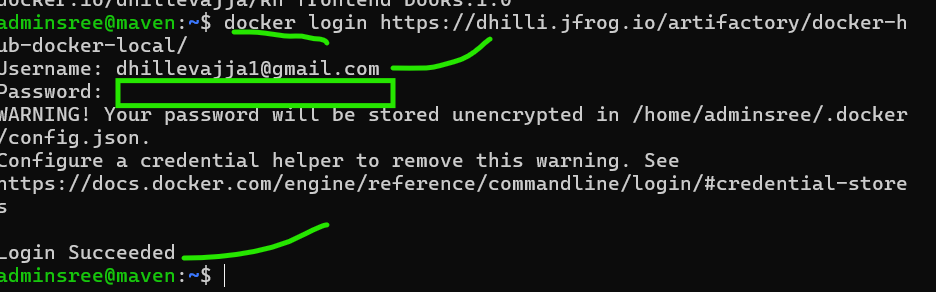 docker.io/dhillevajja/Rh frontend books:1.0
adminsree@maven:~$ docker login https://dhilli.jfrog.io/artifactory/docker-h
ub-docker-local/
Username: dhillevajja1@gmail.com
Password:
WARNING! Your password will be stored unencrypted in /home/adminsree/.docker
/config.json.
Configure a credential helper to remove this warning. See
https://docs.docker.com/engine/reference/commandline/login/#credential-store
s
Login Succeeded
adminsree@maven:~$